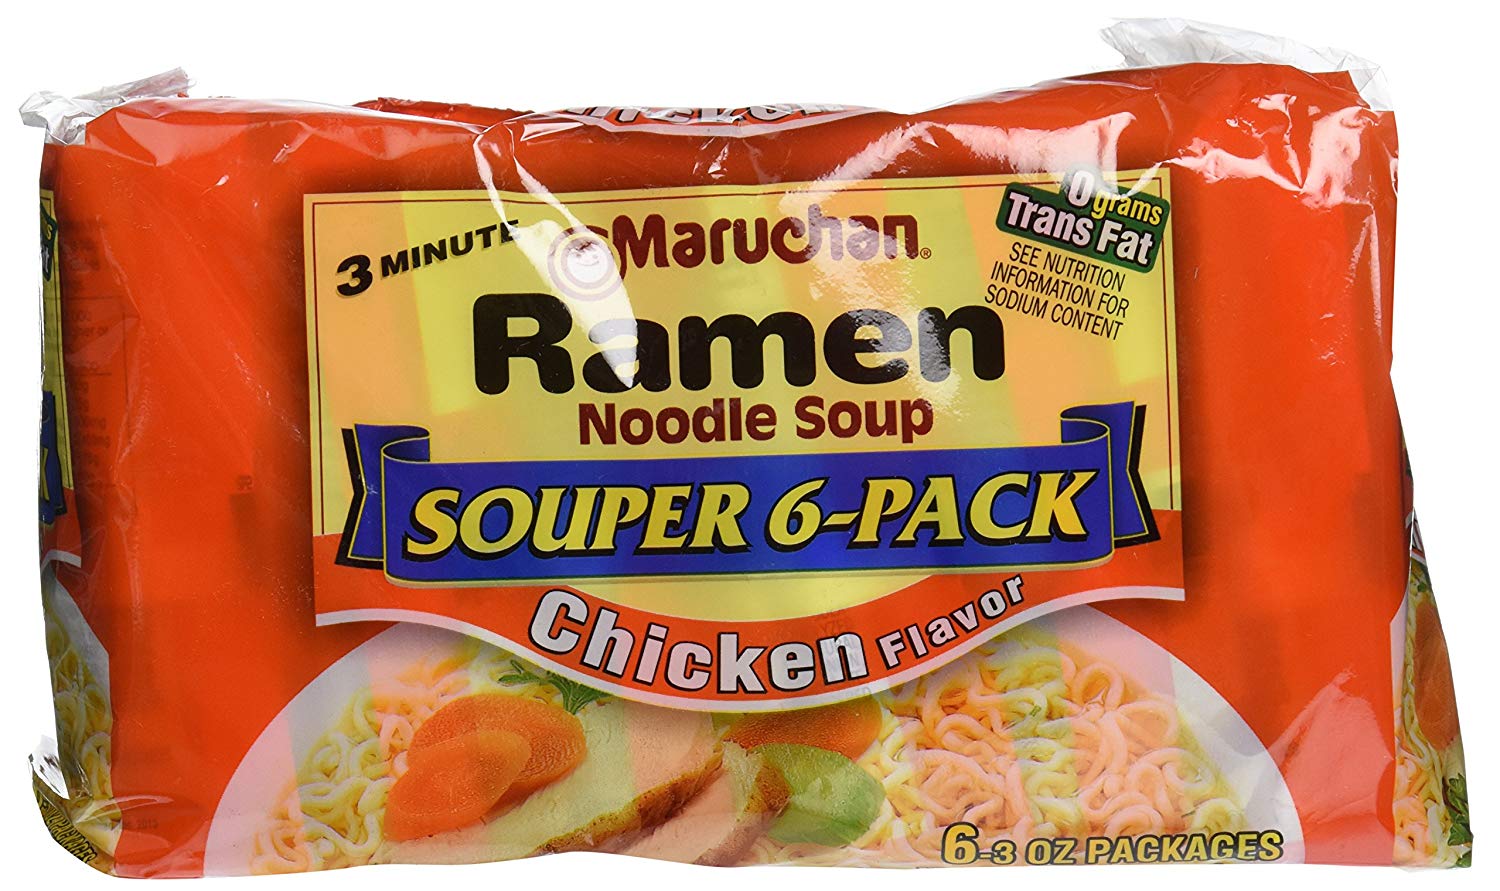 3 MINUTE
Maruchan®
Ramen
Noodle Soup
SOUPER 6-PACK
Chicken Flavor
0 grams
Trans Fat
SEE NUTRITION
INFORMATION FOR
SODIUM CONTENT
6-3 OZ PACKAGES